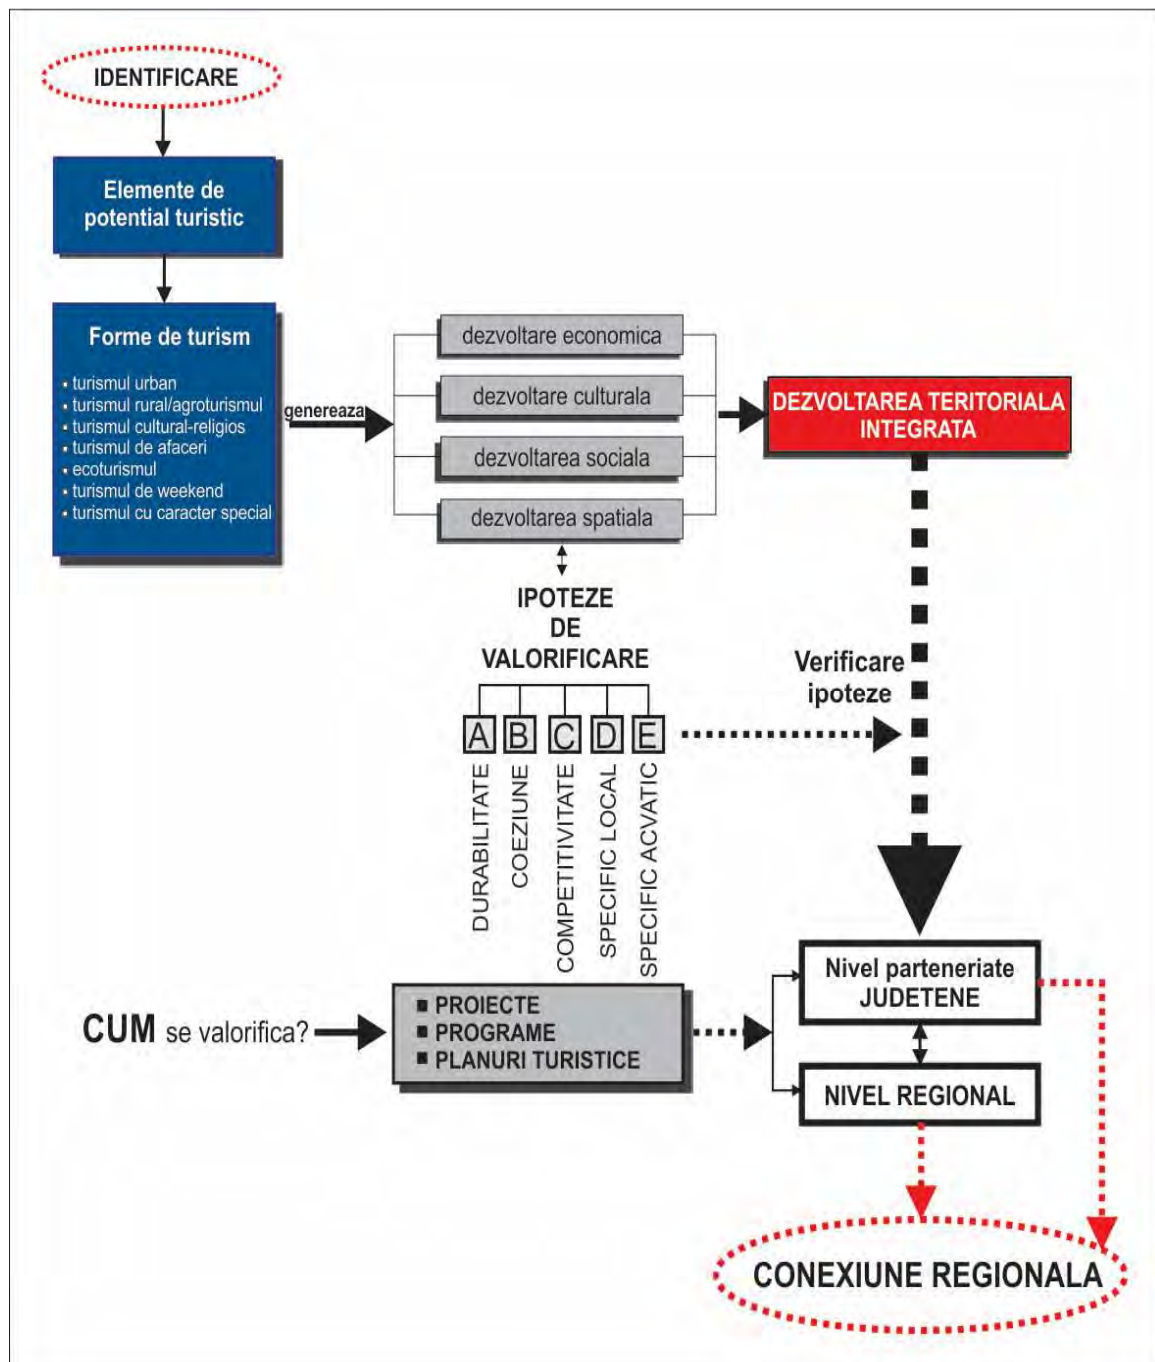 IDENTIFICARE
Elemente de
potential turistic
Forme de turism
▪ turismul urban
▪ turismul rural/agroturismul
▪ turismul cultural-religios
▪ turismul de afaceri
▪ ecoturismul
▪ turismul de weekend
▪ turismul cu caracter special
genereaza
dezvoltare economica
dezvoltare culturala
dezvoltarea sociala
dezvoltarea spatiala
DEZVOLTAREA TERITORIALA
INTEGRATA
IPOTEZE
DE
VALORIFICARE
Verificare
ipoteze
A B C D E
DURABILITATE
COEZIUNE
COMPETITIVITATE
SPECIFIC LOCAL
SPECIFIC ACVATIC
CUM se valorifica?
▪ PROIECTE
▪ PROGRAME
▪ PLANURI TURISTICE
Nivel parteneriate
JUDETENE
NIVEL REGIONAL
CONEXIUNE REGIONALA